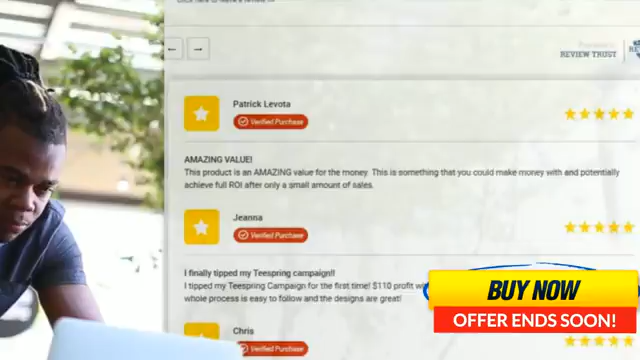 REVIEW TRUST
Patrick Levota
Verified Purchase
AMAZING VALUE!
This product is an AMAZING value for the money. This is something that you could make money with and potentially
achieve full ROI after only a small amount of sales.
Jeanna
Verified Purchase
I finally tipped my Teespring campaign!!
I tipped my Teespring Campaign for the first time! $110 profit
whole process is easy to follow and the designs are great!
BUY NOW
OFFER ENDS SOON!
Chris
Verified Purchase